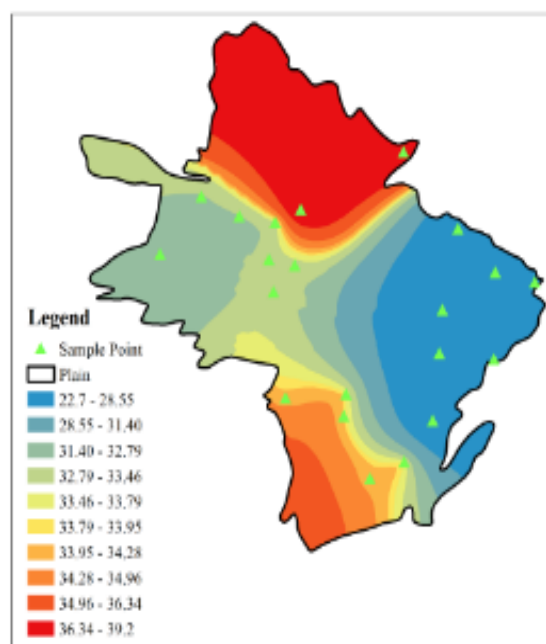 Legend
Sample Point
Plain
22.7 - 28.55
28.55 - 31.40
31.40 - 32.79
32.79 - 33.46
33.46 - 33.79
33.79 - 33.95
33.95 - 34.28
34.28 - 34.96
34.96 - 36.34
36.34 - 39.2